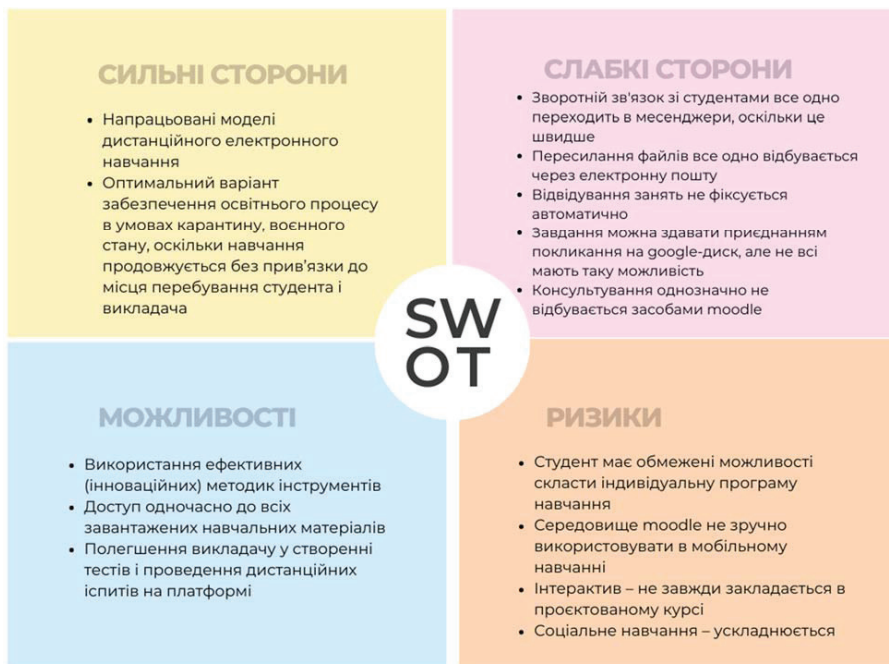 СИЛЬНІ СТОРОНИ
• Напрацьовані моделі
дистанційного електронного
навчання
• Оптимальний варіант
забезпечення освітнього процесу
в умовах карантину, воєнного
стану, оскільки навчання
продовжується без прив'язки до
місця перебування студента і
викладача
СЛАБКІ СТОРОНИ
• Зворотній зв'язок зі студентами все одно
переходить в месенджери, оскільки це
швидше
• Пересилання файлів все одно відбувається
через електронну пошту
• Відвідування занять не фіксується
автоматично
• Завдання можна здавати приєднанням
покликання на google-диск, але не всі
мають таку можливість
• Консультування однозначно не
відбувається засобами moodle
SW
OT
МОЖЛИВОСТІ
• Використання ефективних
(інноваційних) методик інструментів
• Доступ одночасно до всіх
завантажених навчальних матеріалів
• Полегшення викладачу у створенні
тестів і проведення дистанційних
іспитів на платформі
РИЗИКИ
• Студент має обмежені можливості
скласти індивідуальну програму
навчання
• Середовище moodle не зручно
використовувати в мобільному
навчанні
• Інтерактив – не завжди закладається в
проєктованому курсі
• Соціальне навчання – ускладнюється